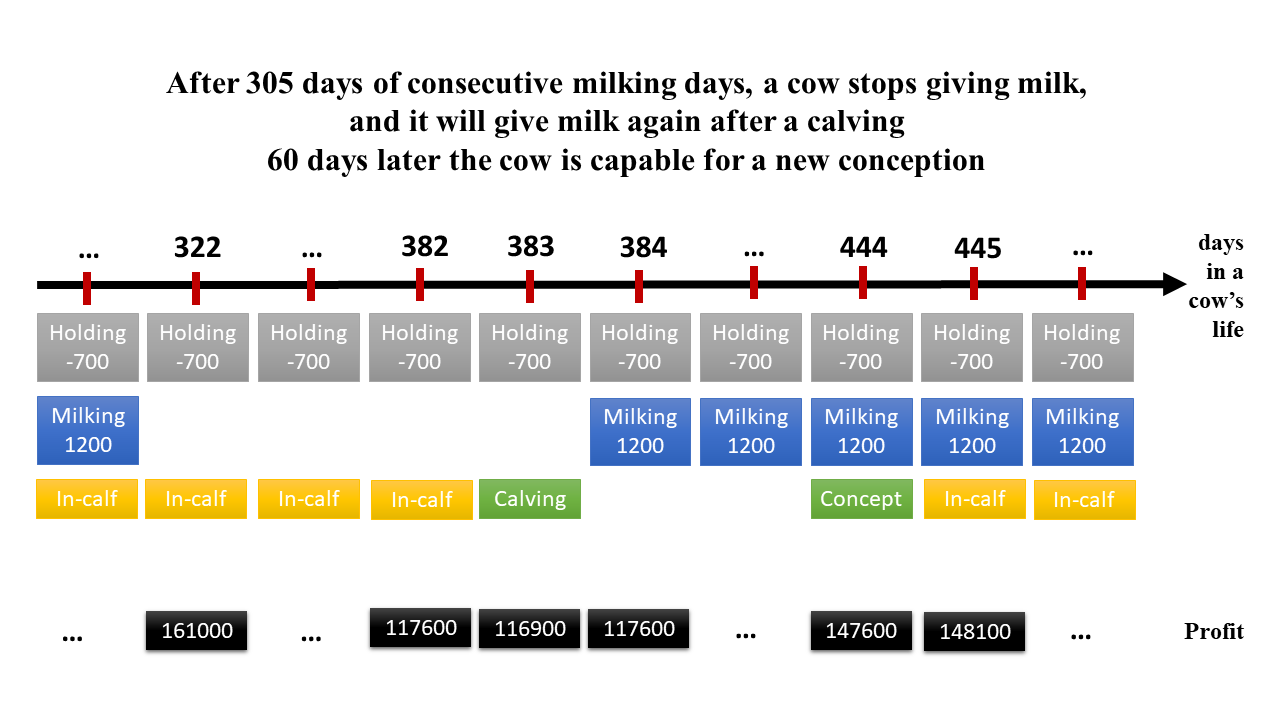 After 305 days of consecutive milking days, a cow stops giving milk,
and it will give milk again after a calving
60 days later the cow is capable for a new conception
... 322 ... 382 383 384 ... 444 445 ...
days
in a
cow's
life
Holding Holding Holding Holding Holding Holding Holding Holding Holding Holding
-700 -700 -700 -700 -700 -700 -700 -700 -700 -700
Milking Milking Milking Milking Milking Milking
1200 1200 1200 1200 1200 1200
In-calf In-calf In-calf In-calf Calving Concept In-calf In-calf
... 161000 ... 117600 116900 117600 ... 147600 148100 ... Profit